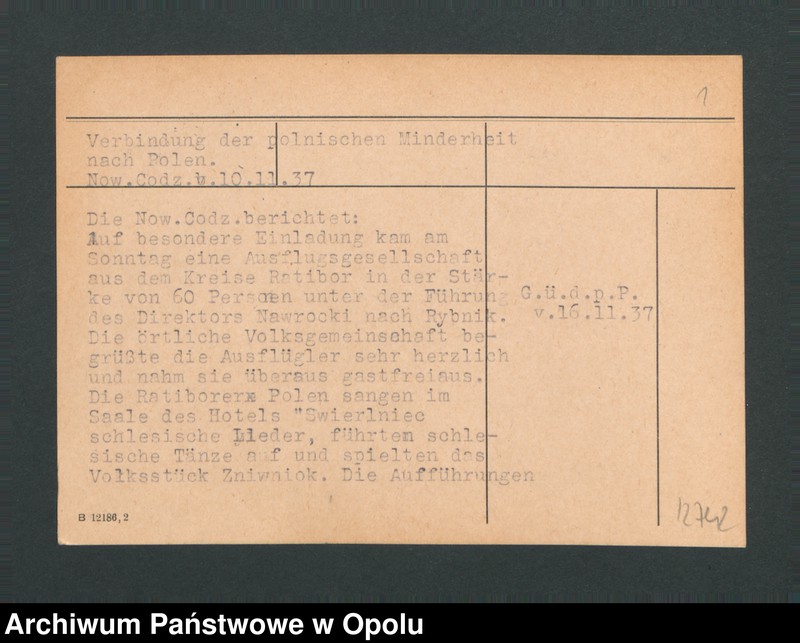 1
Verbindung der polnischen Minderheit
nach Polen.
Now.Codz.v.10.11.37
Die Now.Codz.berichtet:
Auf besondere Einladung kam am
Sonntag eine Ausflugsgesellschaft
aus dem Kreise Ratibor in der Stär-
ke von 60 Personen unter der Führung
des Direktors Nawrocki nach Rybnik.
Die örtliche Volksgemeinschaft be-
grüßte die Ausflügler sehr herzlich
und nahm sie überaus gastfreiaus.
Die Ratiborerx Polen sangen im
Saale des Hotels "Swierlniec
schlesische Lieder, führten schle-
sische Tänze auf und spielten das
Volksstück Zniwniok. Die Aufführungen
G.ü.d.p.P.
v.16.11.37
B 12186,2
12742
Archiwum Państwowe w Opolu